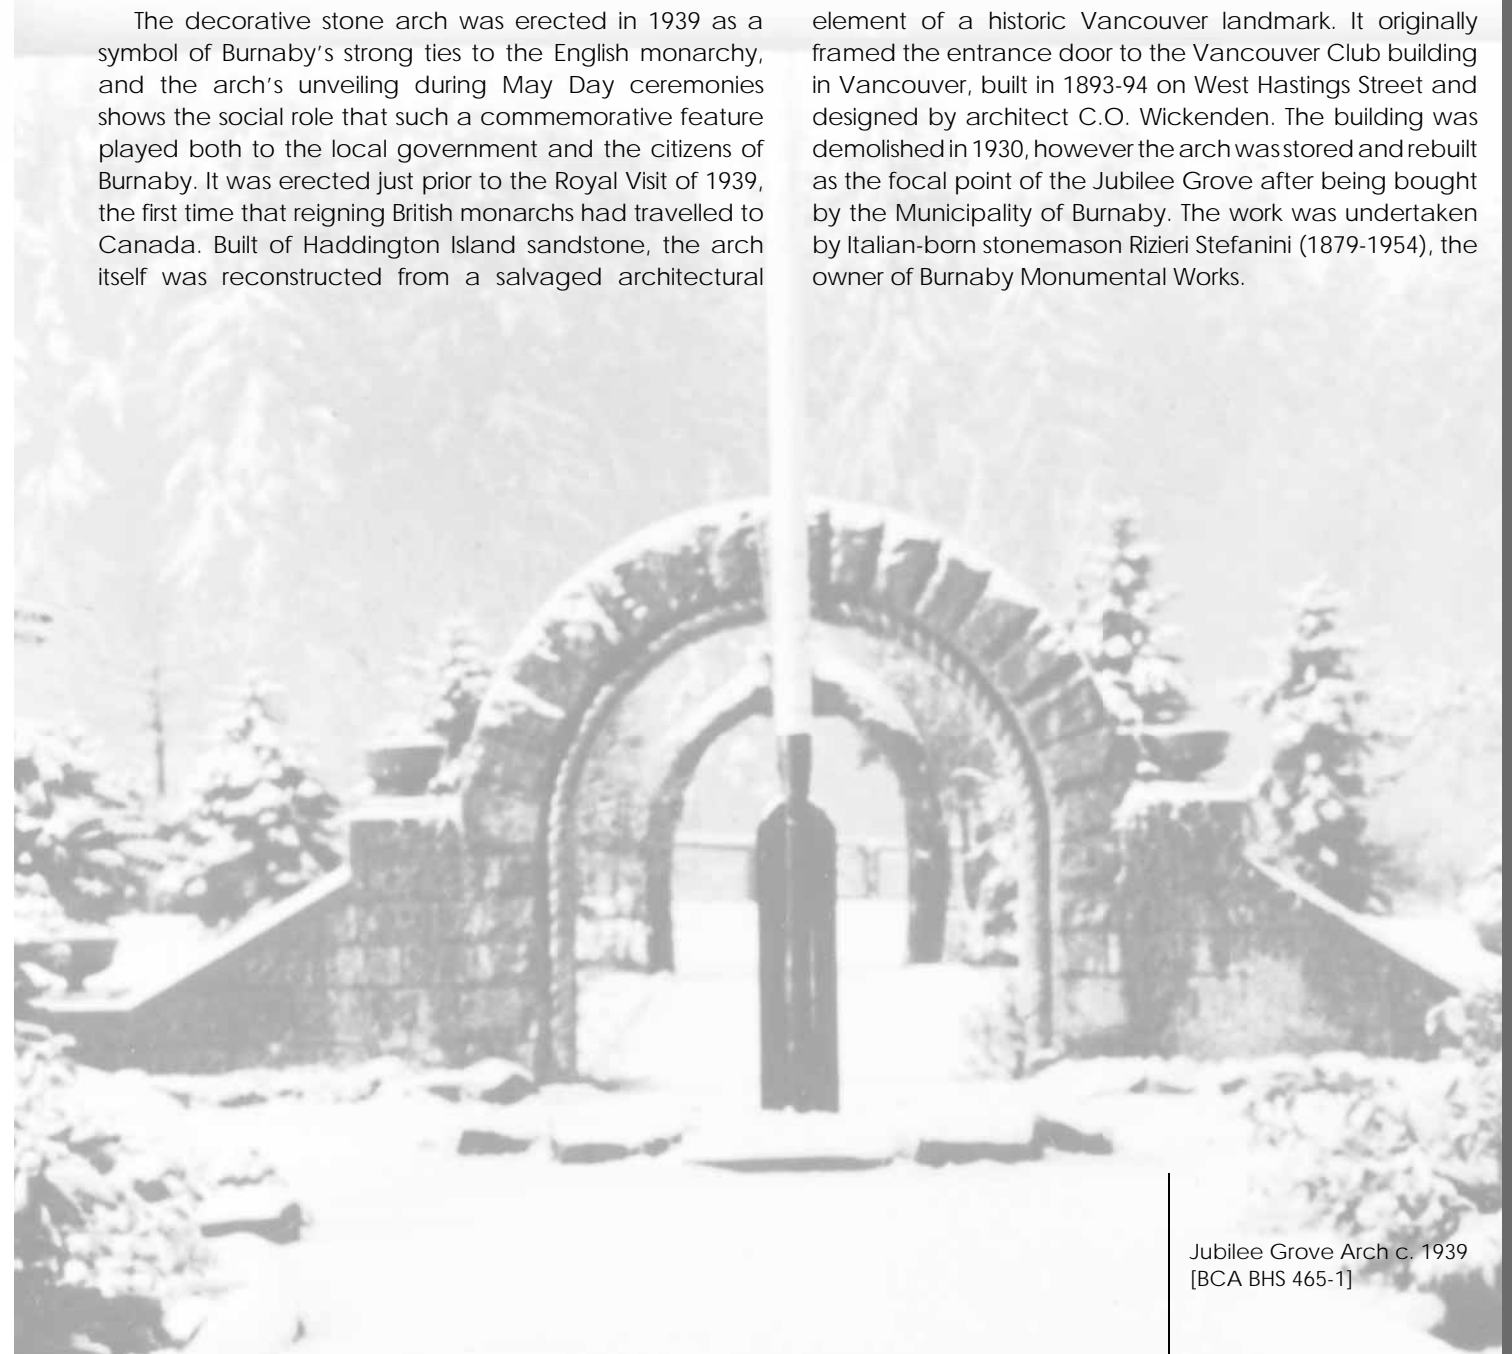 The decorative stone arch was erected in 1939 as a
symbol of Burnaby's strong ties to the English monarchy,
and the arch's unveiling during May Day ceremonies
shows the social role that such a commemorative feature
played both to the local government and the citizens of
Burnaby. It was erected just prior to the Royal Visit of 1939,
the first time that reigning British monarchs had travelled to
Canada. Built of Haddington Island sandstone, the arch
itself was reconstructed from a salvaged architectural
element of a historic Vancouver landmark. It originally
framed the entrance door to the Vancouver Club building
in Vancouver, built in 1893-94 on West Hastings Street and
designed by architect C.O. Wickenden. The building was
demolished in 1930, however the arch was stored and rebuilt
as the focal point of the Jubilee Grove after being bought
by the Municipality of Burnaby. The work was undertaken
by Italian-born stonemason Rizieri Stefanini (1879-1954), the
owner of Burnaby Monumental Works.
Jubilee Grove Arch c. 1939
[BCA BHS 465-1]